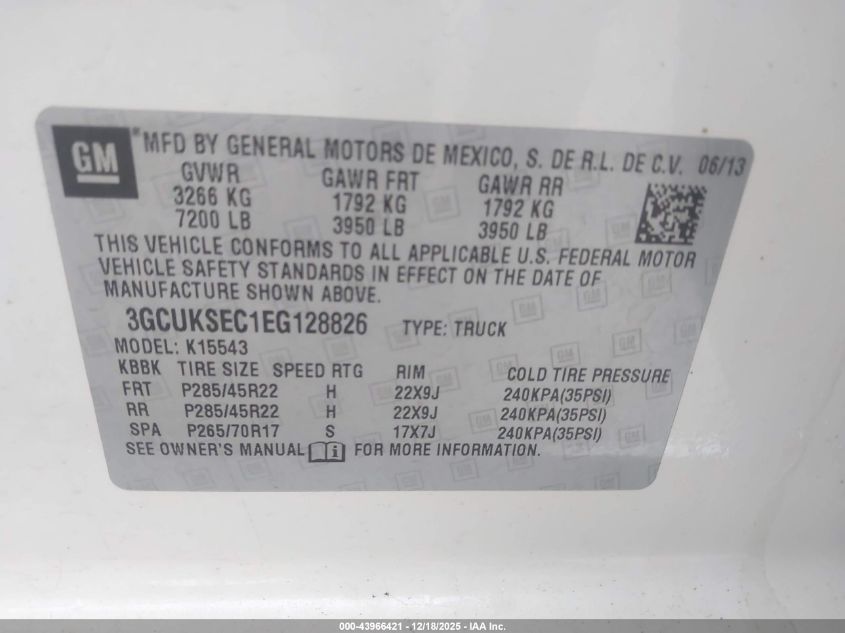 GM
*MFD BY GENERAL MOTORS DE MEXICO, S. DE R.L. DE C.V. 06/13
GVWR GAWR FRT GAWR RR
3266 KG 1792 KG 1792 KG
7200 LB 3950 LB 3950 LB
THIS VEHICLE CONFORMS TO ALL APPLICABLE U.S. FEDERAL MOTOR
VEHICLE SAFETY STANDARDS IN EFFECT ON THE DATE OF
MANUFACTURE SHOWN ABOVE.
3GCUKSEC1EG128826 TYPE: TRUCK
MODEL: K15543
KBBK TIRE SIZE SPEED RTG RIM COLD TIRE PRESSURE
FRT P285/45R22 H 22X9J 240KPA(35PSI)
RR P285/45R22 H 22X9J 240KPA(35PSI)
SPA P265/70R17 S 17X7J 240KPA(35PSI)
SEE OWNER'S MANUAL FOR MORE INFORMATION.
000-43966421 - 12/18/2025 - IAA Inc.